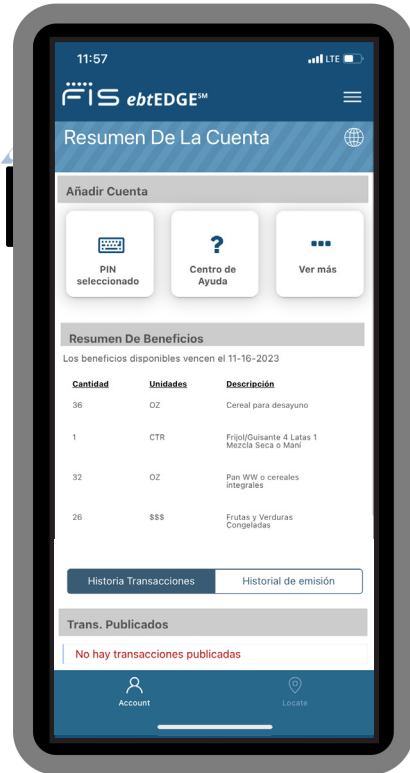 11:57
LTE
FIS ebtEDGE℠
Resumen De La Cuenta
Añadir Cuenta
PIN
seleccionado
?
Centro de
Ayuda
Ver más
Resumen De Beneficios
Los beneficios disponibles vencen el 11-16-2023
Cantidad Unidades Descripción
36 OZ Cereal para desayuno
1 CTR Frijol/Guisante 4 Latas 1
Mezcla Seca o Maní
32 OZ Pan WW o cereales
integrales
26 $$$ Frutas y Verduras
Congeladas
Historia Transacciones Historial de emisión
Trans. Publicados
No hay transacciones publicadas
Account Locate